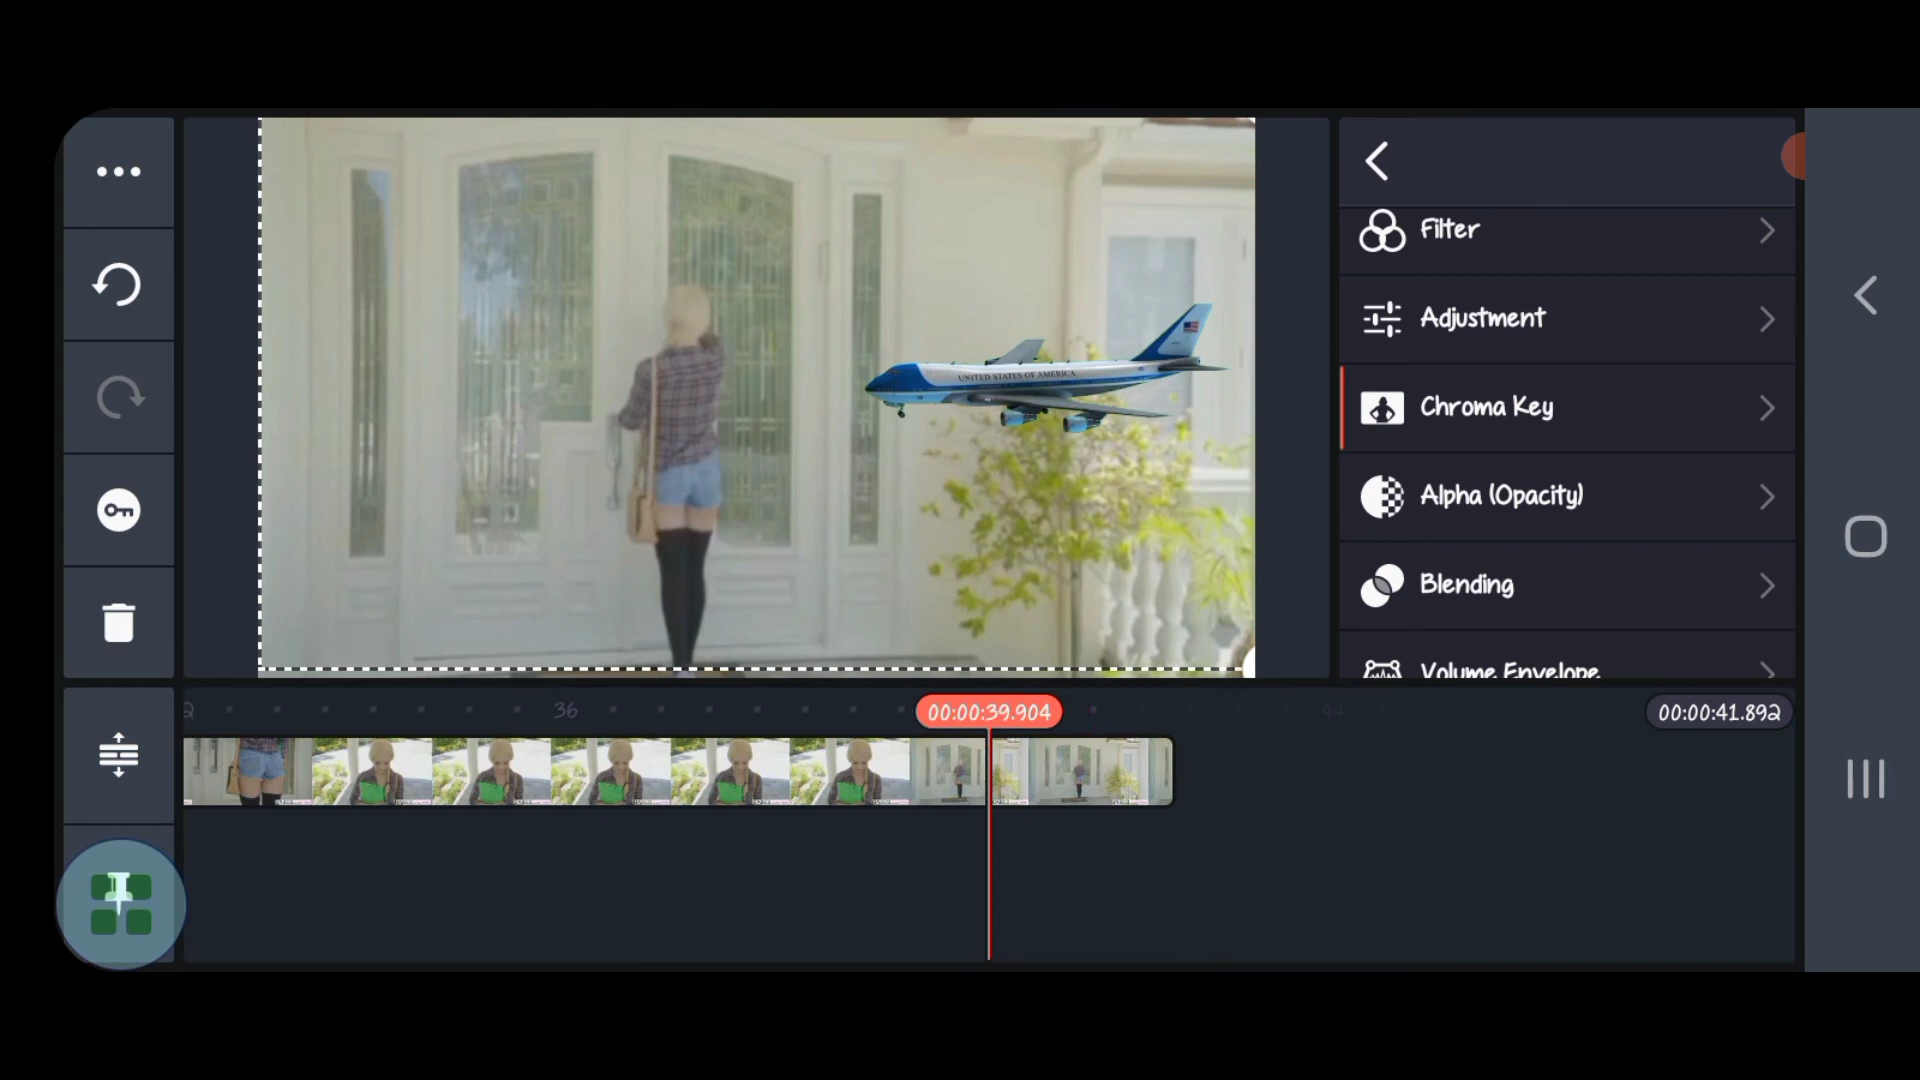 Filter
Adjustment
UNITED STATES OF AMERICA
Chroma Key
Alpha (Opacity)
Blending
Volume Envelope
36
00:00:39.904
44
00:00:41.892